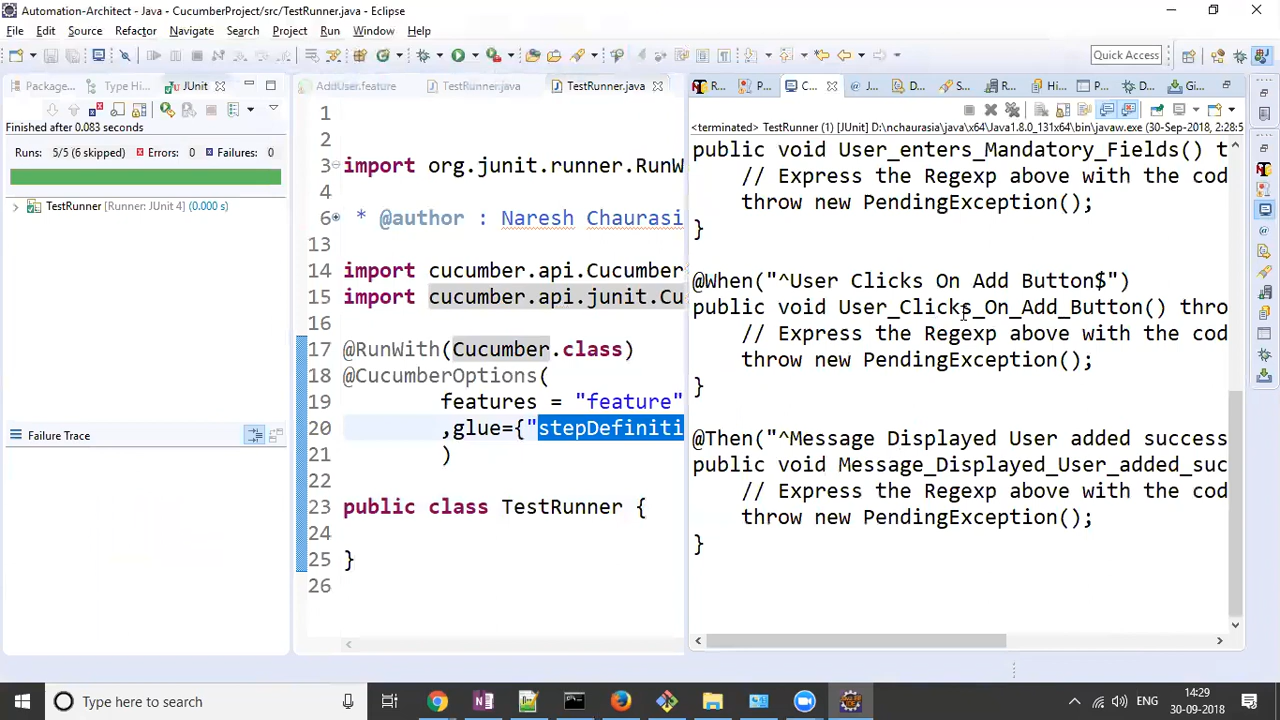 Automation-Architect - Java - CucumberProject/src/TestRunner.java - Eclipse
File Edit Source Refactor Navigate Search Project Run Window Help
Quick Access
Package... Type Hi... JUnit
Finished after 0.083 seconds
Runs: 5/5 (6 skipped) Errors: 0 Failures: 0
TestRunner [Runner: JUnit 4] (0.000 s)
Failure Trace
AddUser.feature TestRunner.java TestRunner.java
1
2
3 import org.junit.runner.RunW
4
6 * @author : Naresh Chaurasi
13
14 import cucumber.api.Cucumber
15 import cucumber.api.junit.Cu
16
17 @RunWith(Cucumber.class)
18 @CucumberOptions(
19 features = "feature"
20 ,glue={"stepDefiniti
21 )
22
23 public class TestRunner {
24
25 }
26
R... P... C... J... D... S... R... Hi... P... D... Gi...
<terminated> TestRunner (1) [JUnit] D:\nchaurasia\java\x64\Java1.8.0_131x64\bin\javaw.exe (30-Sep-2018, 2:28:5
public void User_enters_Mandatory_Fields() t
// Express the Regexp above with the cod
throw new PendingException();
}
@When("^User Clicks On Add Button$")
public void User_Clicks_On_Add_Button() thro
// Express the Regexp above with the cod
throw new PendingException();
}
@Then("^Message Displayed User added success
public void Message_Displayed_User_added_suc
// Express the Regexp above with the cod
throw new PendingException();
}
Type here to search
ENG
14:29
30-09-2018